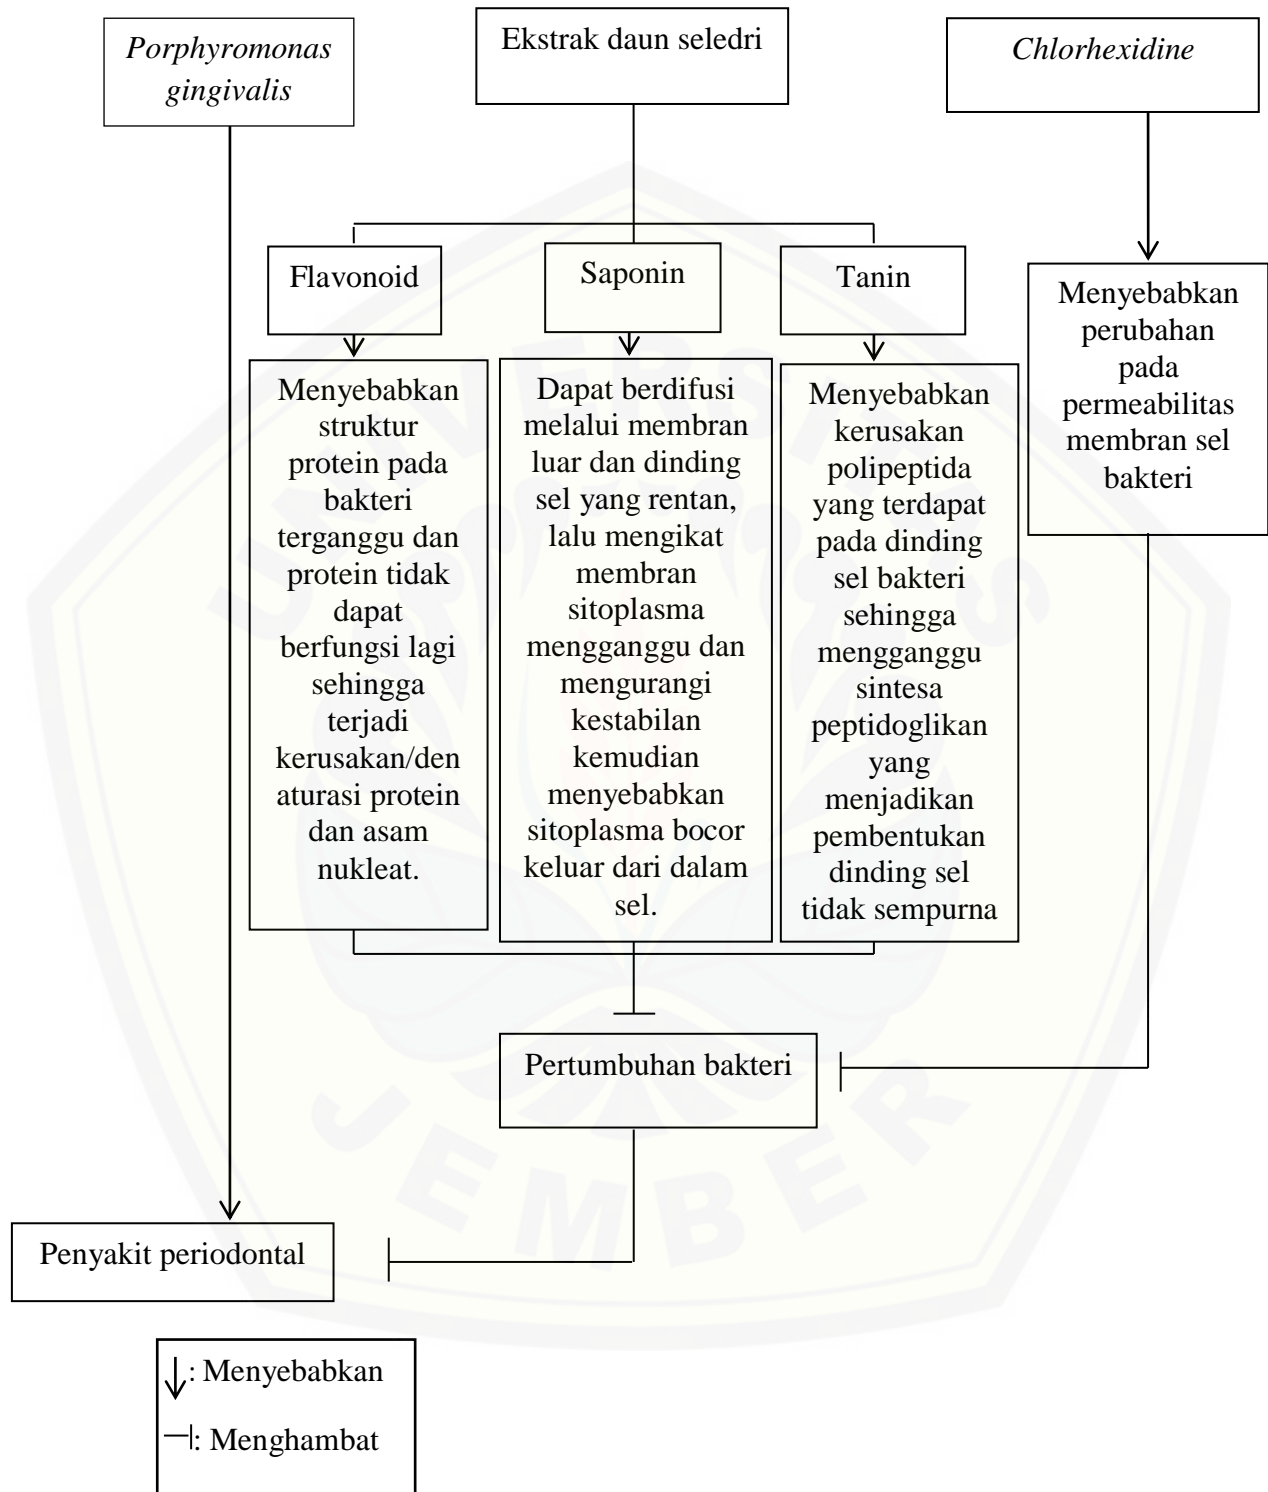 Porphyromonas
gingivalis
Ekstrak daun seledri
Chlorhexidine
Flavonoid
Saponin
Tanin
Menyebabkan
perubahan
pada
permeabilitas
membran sel
bakteri
Menyebabkan
struktur
protein pada
bakteri
terganggu dan
protein tidak
dapat
berfungsi lagi
sehingga
terjadi
kerusakan/den
aturasi protein
dan asam
nukleat.
Dapat berdifusi
melalui membran
luar dan dinding
sel yang rentan,
lalu mengikat
membran
sitoplasma
mengganggu dan
mengurangi
kestabilan
kemudian
menyebabkan
sitoplasma bocor
keluar dari dalam
sel.
Menyebabkan
kerusakan
polipeptida
yang terdapat
pada dinding
sel bakteri
sehingga
mengganggu
sintesa
peptidoglikan
yang
menjadikan
pembentukan
dinding sel
tidak sempurna
Pertumbuhan bakteri
Penyakit periodontal
: Menyebabkan
: Menghambat
UNIVERSITAS
JEMBER